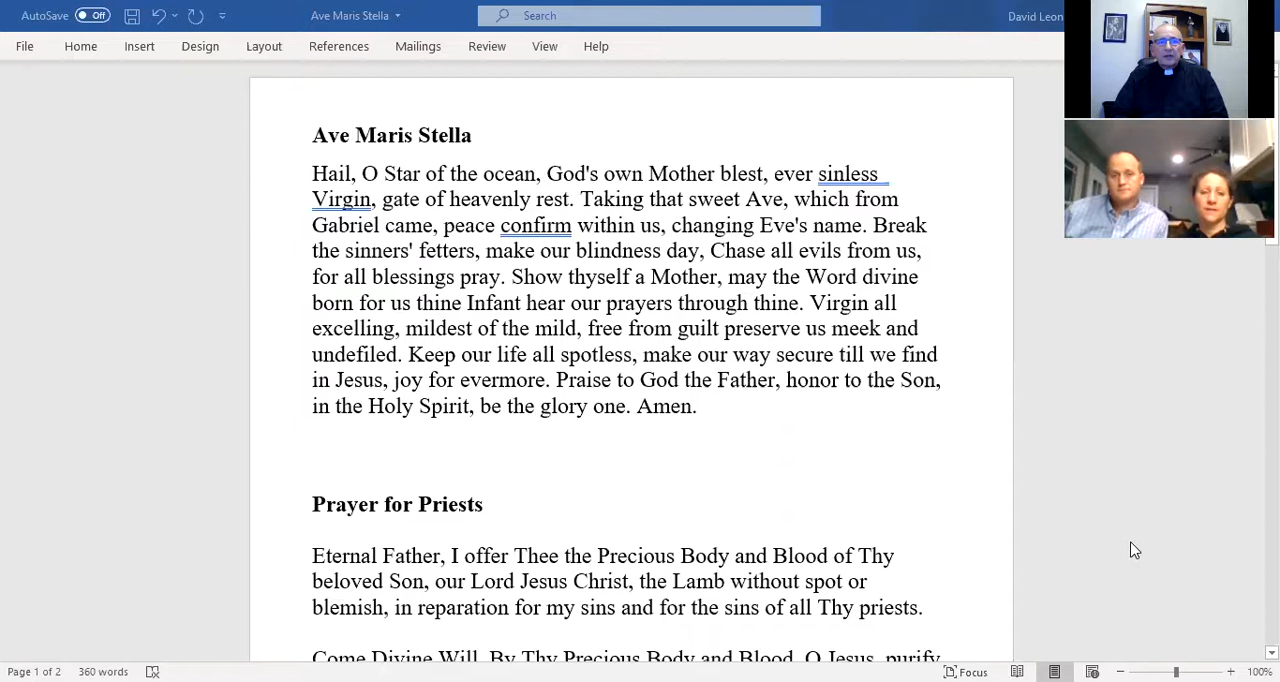 AutoSave Off Ave Maris Stella Search David Leon
File Home Insert Design Layout References Mailings Review View Help
Ave Maris Stella
Hail, O Star of the ocean, God's own Mother blest, ever sinless
Virgin, gate of heavenly rest. Taking that sweet Ave, which from
Gabriel came, peace confirm within us, changing Eve's name. Break
the sinners' fetters, make our blindness day, Chase all evils from us,
for all blessings pray. Show thyself a Mother, may the Word divine
born for us thine Infant hear our prayers through thine. Virgin all
excelling, mildest of the mild, free from guilt preserve us meek and
undefiled. Keep our life all spotless, make our way secure till we find
in Jesus, joy for evermore. Praise to God the Father, honor to the Son,
in the Holy Spirit, be the glory one. Amen.
Prayer for Priests
Eternal Father, I offer Thee the Precious Body and Blood of Thy
beloved Son, our Lord Jesus Christ, the Lamb without spot or
blemish, in reparation for my sins and for the sins of all Thy priests.
Come Divine Will, By Thy Precious Body and Blood, O Jesus, purify
Page 1 of 2 360 words Focus 100%